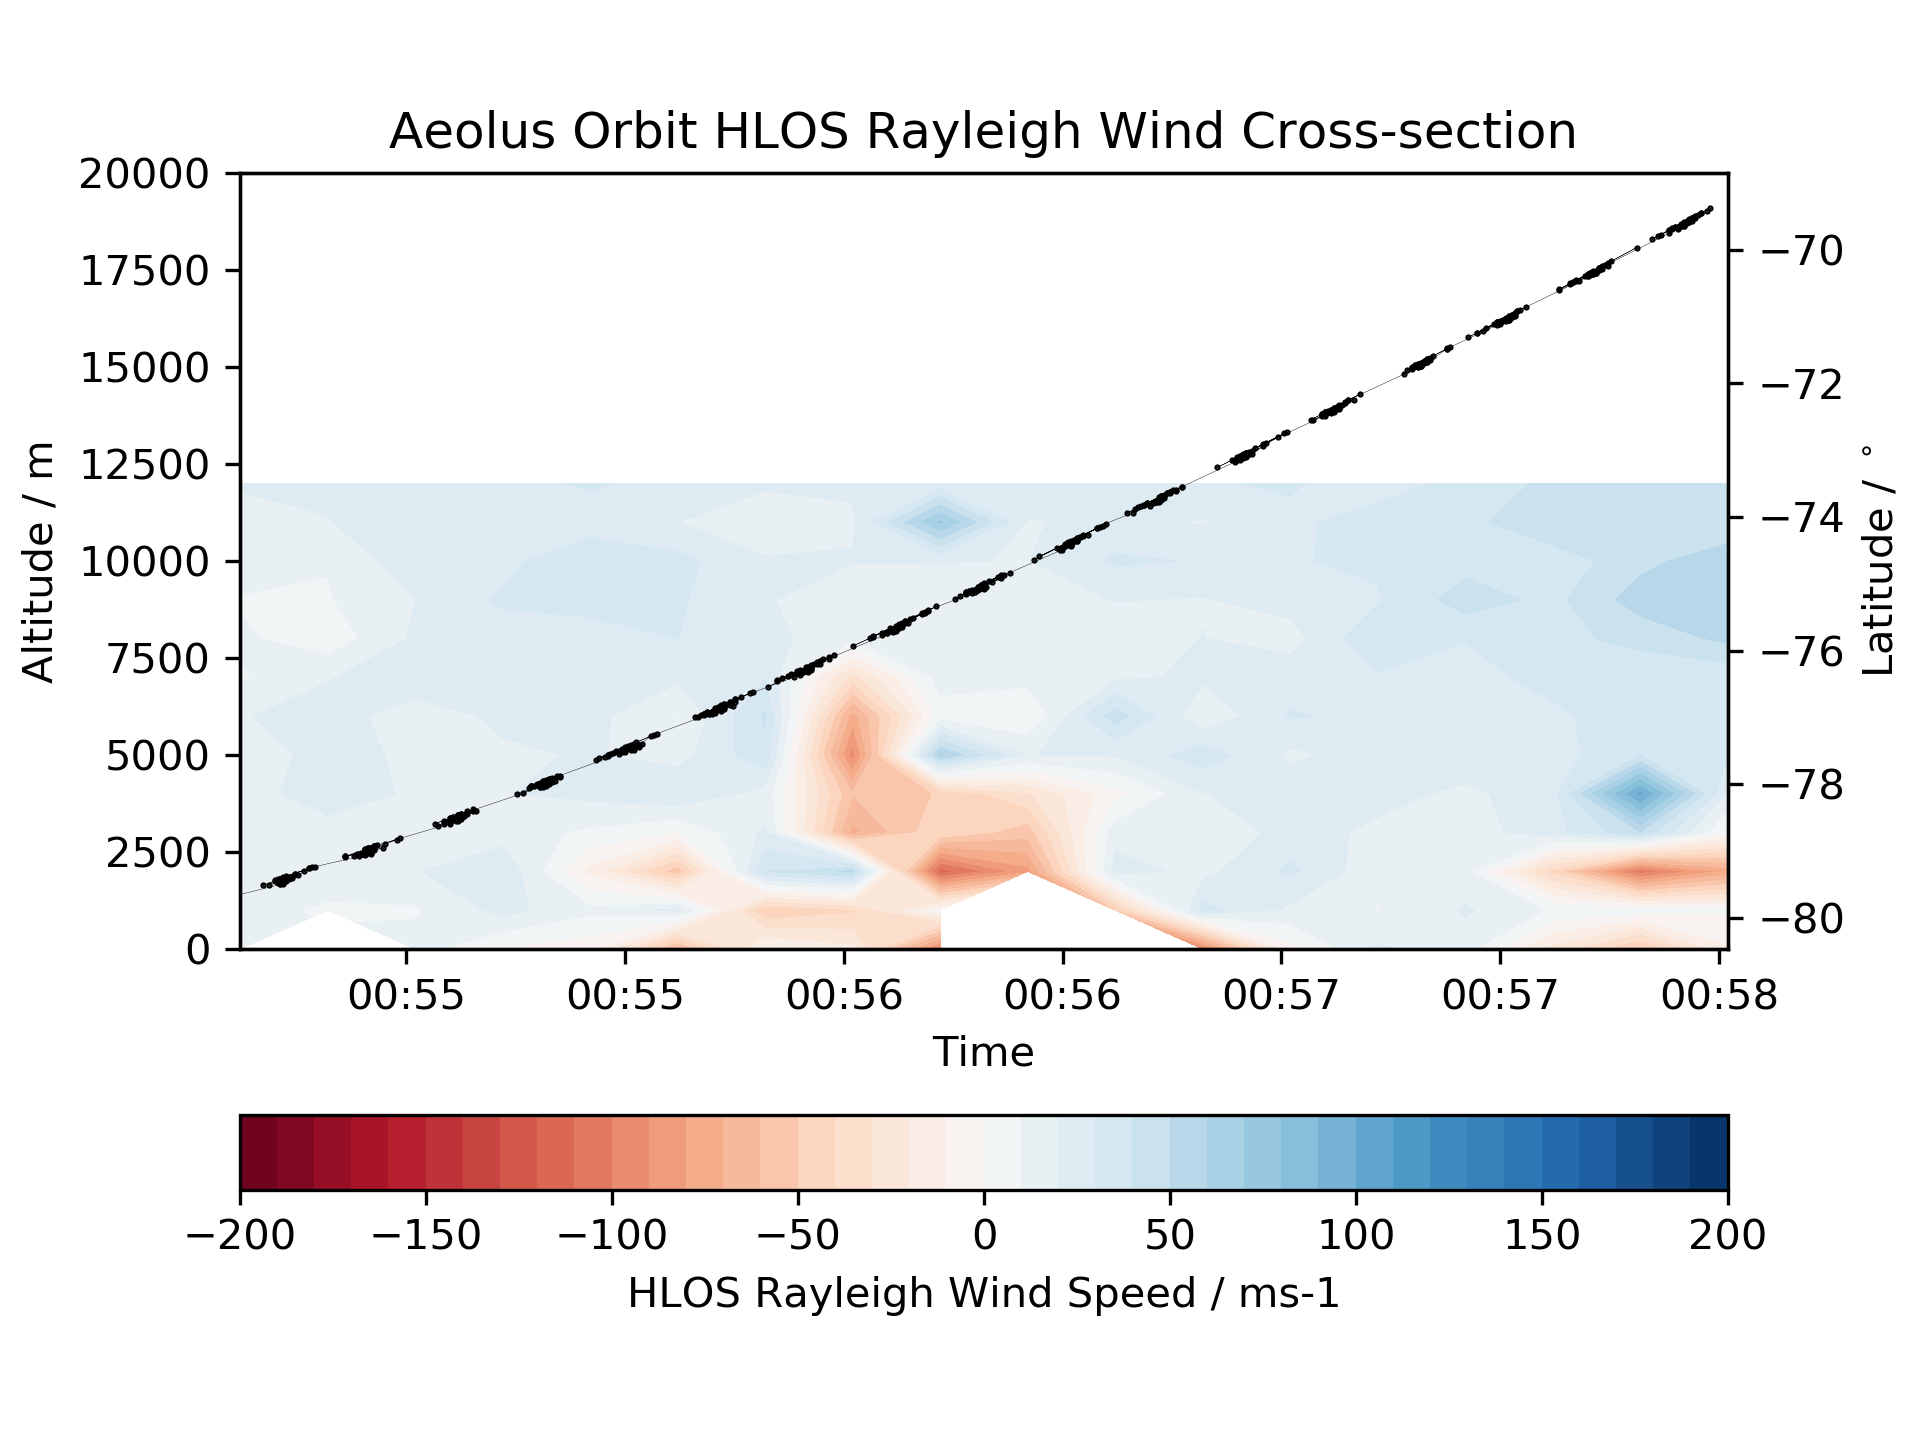 Aeolus Orbit HLOS Rayleigh Wind Cross-section
20000
17500
15000
12500
10000
7500
5000
2500
0
Altitude / m
−70
−72
−74
−76
−78
−80
Latitude / °
00:55 00:55 00:56 00:56 00:57 00:57 00:58
Time
−200 −150 −100 −50 0 50 100 150 200
HLOS Rayleigh Wind Speed / ms-1